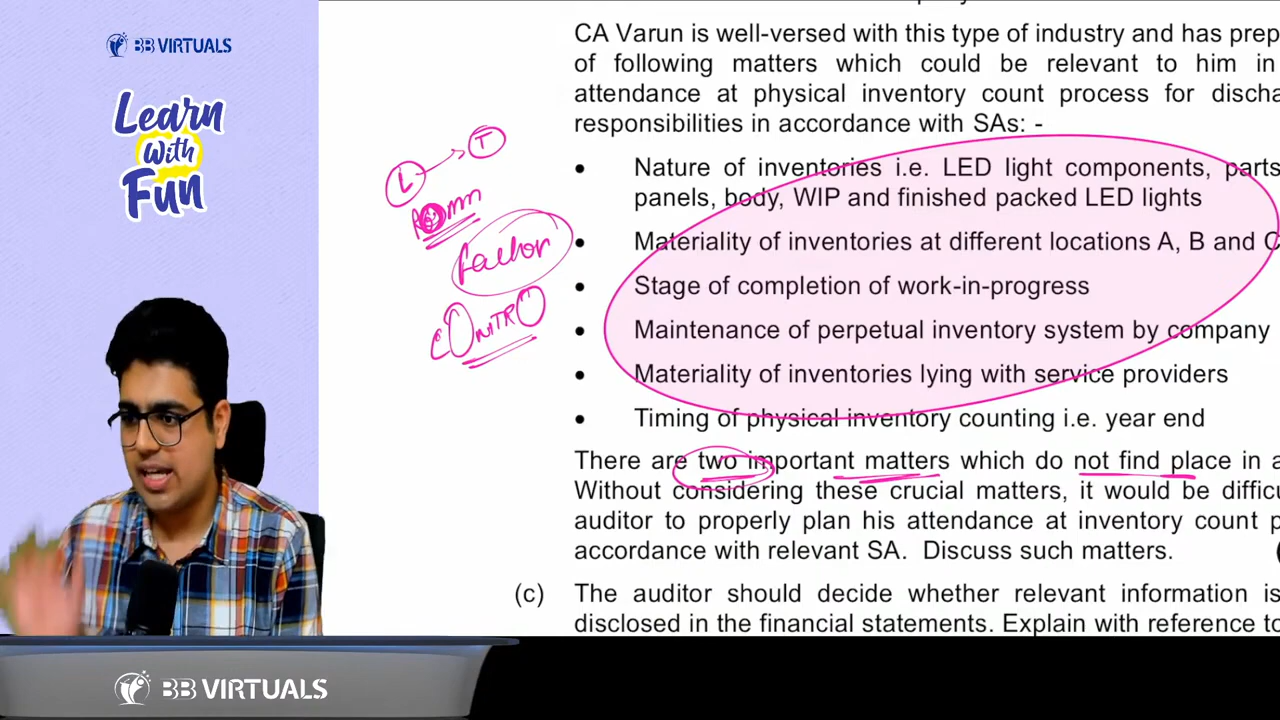 BB VIRTUALS
Learn
With
Fun
CA Varun is well-versed with this type of industry and has prep
of following matters which could be relevant to him in
attendance at physical inventory count process for discha
responsibilities in accordance with SAs: -
• Nature of inventories i.e. LED light components, parts
panels, body, WIP and finished packed LED lights
• Materiality of inventories at different locations A, B and C
• Stage of completion of work-in-progress
• Maintenance of perpetual inventory system by company
• Materiality of inventories lying with service providers
• Timing of physical inventory counting i.e. year end
There are two important matters which do not find place in a
Without considering these crucial matters, it would be difficu
auditor to properly plan his attendance at inventory count p
accordance with relevant SA. Discuss such matters.
(c) The auditor should decide whether relevant information is
disclosed in the financial statements. Explain with reference to
L
T
factor
CONTRO
BB VIRTUALS